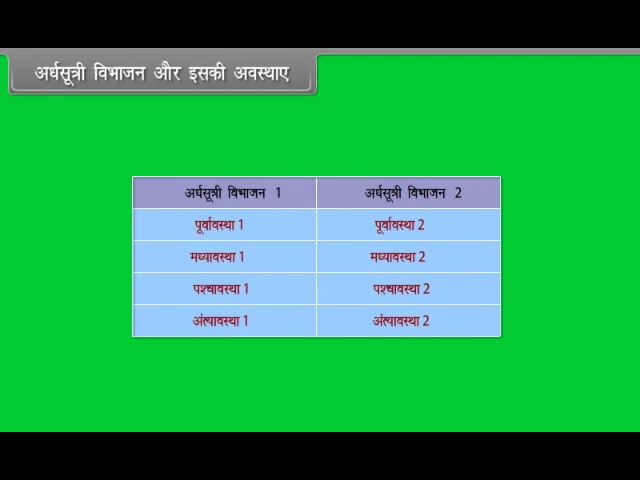 अर्धसूत्री विभाजन और इसकी अवस्थाए
अर्धसूत्री विभाजन 1 अर्धसूत्री विभाजन 2
पूर्वावस्था 1 पूर्वावस्था 2
मध्यावस्था 1 मध्यावस्था 2
पश्चावस्था 1 पश्चावस्था 2
अंत्यावस्था 1 अंत्यावस्था 2